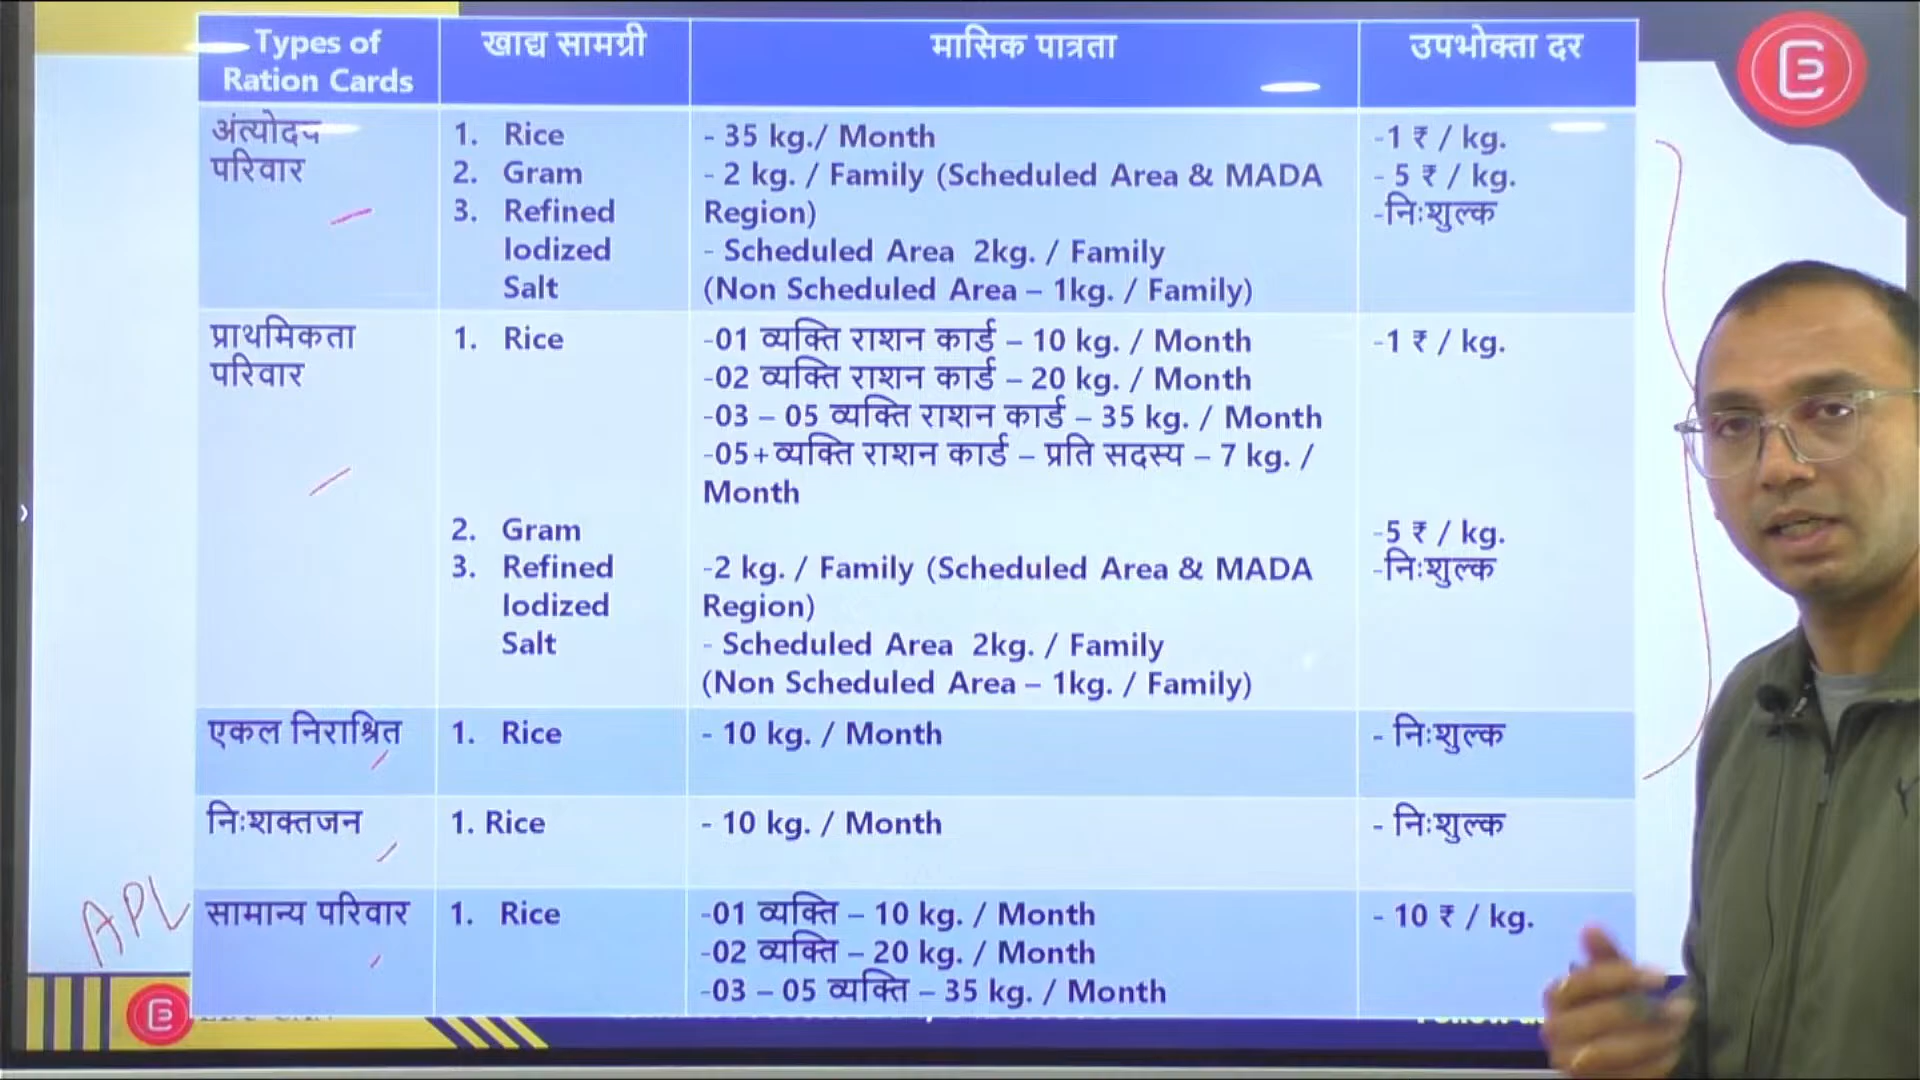 Types of
Ration Cards
खाद्य सामग्री
मासिक पात्रता
उपभोक्ता दर
अंत्योदय
परिवार
1. Rice
2. Gram
3. Refined
Iodized
Salt
- 35 kg./ Month
- 2 kg. / Family (Scheduled Area & MADA
Region)
- Scheduled Area 2kg. / Family
(Non Scheduled Area – 1kg. / Family)
-1 ₹ / kg.
- 5 ₹ / kg.
-निःशुल्क
प्राथमिकता
परिवार
1. Rice
2. Gram
3. Refined
Iodized
Salt
-01 व्यक्ति राशन कार्ड – 10 kg. / Month
-02 व्यक्ति राशन कार्ड – 20 kg. / Month
-03 – 05 व्यक्ति राशन कार्ड – 35 kg. / Month
-05+व्यक्ति राशन कार्ड – प्रति सदस्य – 7 kg. /
Month
-2 kg. / Family (Scheduled Area & MADA
Region)
- Scheduled Area 2kg. / Family
(Non Scheduled Area – 1kg. / Family)
-1 ₹ / kg.
-5 ₹ / kg.
-निःशुल्क
एकल निराश्रित
1. Rice
- 10 kg. / Month
- निःशुल्क
निःशक्तजन
1. Rice
- 10 kg. / Month
- निःशुल्क
APL
सामान्य परिवार
1. Rice
-01 व्यक्ति – 10 kg. / Month
-02 व्यक्ति – 20 kg. / Month
-03 – 05 व्यक्ति – 35 kg. / Month
- 10 ₹ / kg.